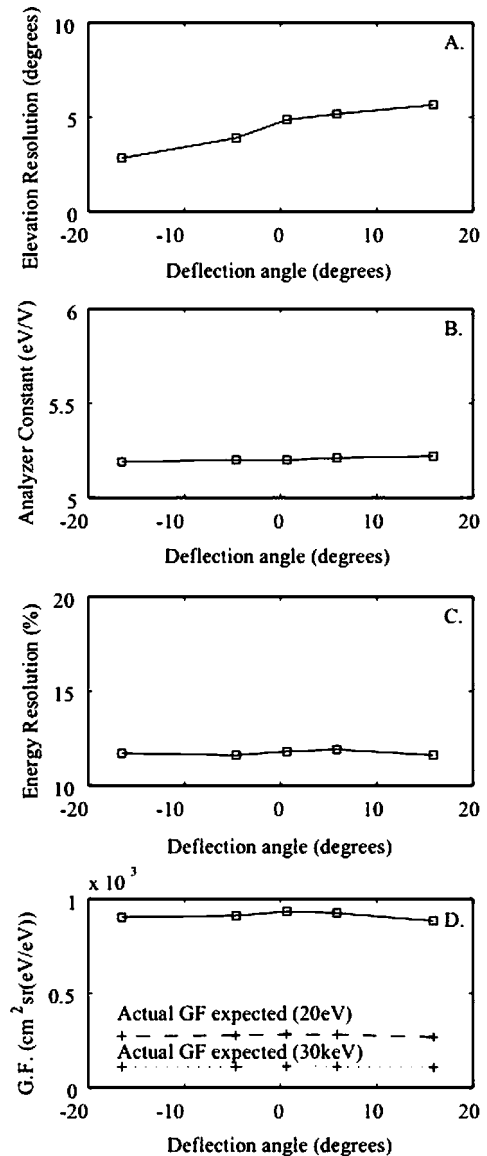 A.
Elevation Resolution (degrees)
10
5
0
-20 -10 0 10 20
Deflection angle (degrees)
B.
Analyzer Constant (eV/V)
6
5.5
5
-20 -10 0 10 20
Deflection angle (degrees)
C.
Energy Resolution (%)
20
15
10
-20 -10 0 10 20
Deflection angle (degrees)
x 10 3
D.
G.F. (cm 2 sr(eV/eV))
1
0.5
0
Actual GF expected (20eV)
Actual GF expected (30keV)
-20 -10 0 10 20
Deflection angle (degrees)